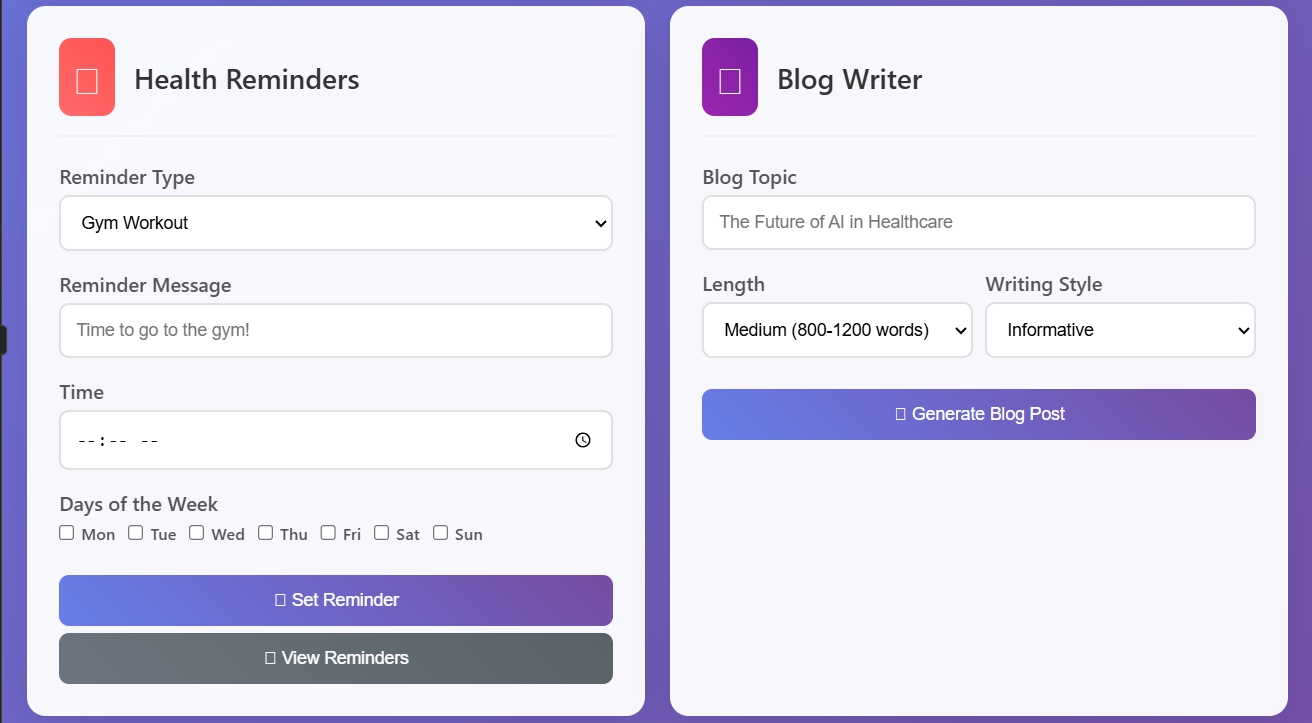 Health Reminders
Reminder Type
Gym Workout
Reminder Message
Time to go to the gym!
Time
--:-- --
Days of the Week
Mon Tue Wed Thu Fri Sat Sun
Set Reminder
View Reminders
Blog Writer
Blog Topic
The Future of AI in Healthcare
Length Writing Style
Medium (800-1200 words) Informative
Generate Blog Post